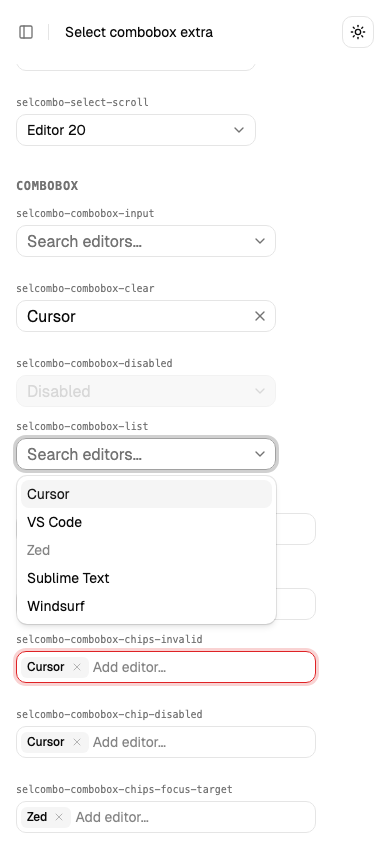 Select combobox extra
selcombo-select-scroll
Editor 20
COMBOBOX
selcombo-combobox-input
Search editors...
selcombo-combobox-clear
Cursor
selcombo-combobox-disabled
Disabled
selcombo-combobox-list
Search editors...
Cursor
VS Code
Zed
Sublime Text
Windsurf
selcombo-combobox-chips-invalid
Cursor Add editor...
selcombo-combobox-chip-disabled
Cursor Add editor...
selcombo-combobox-chips-focus-target
Zed Add editor...